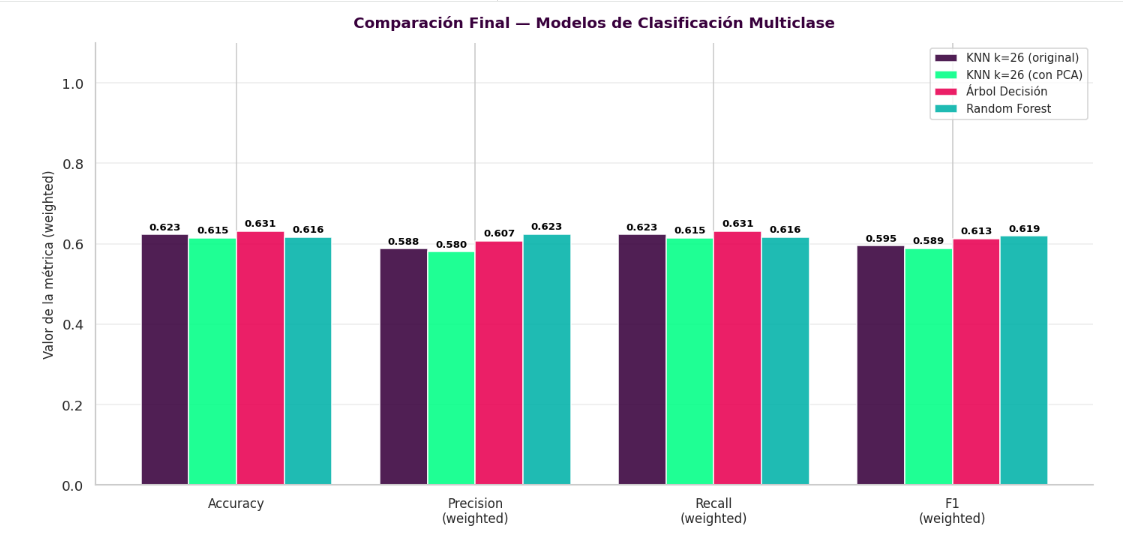 Comparación Final — Modelos de Clasificación Multiclase
KNN k=26 (original)
KNN k=26 (con PCA)
Árbol Decisión
Random Forest
Valor de la métrica (weighted)
1.0
0.8
0.6
0.4
0.2
0.0
0.623
0.615
0.631
0.616
0.588
0.580
0.607
0.623
0.623
0.615
0.631
0.616
0.595
0.589
0.613
0.619
Accuracy
Precision
(weighted)
Recall
(weighted)
F1
(weighted)